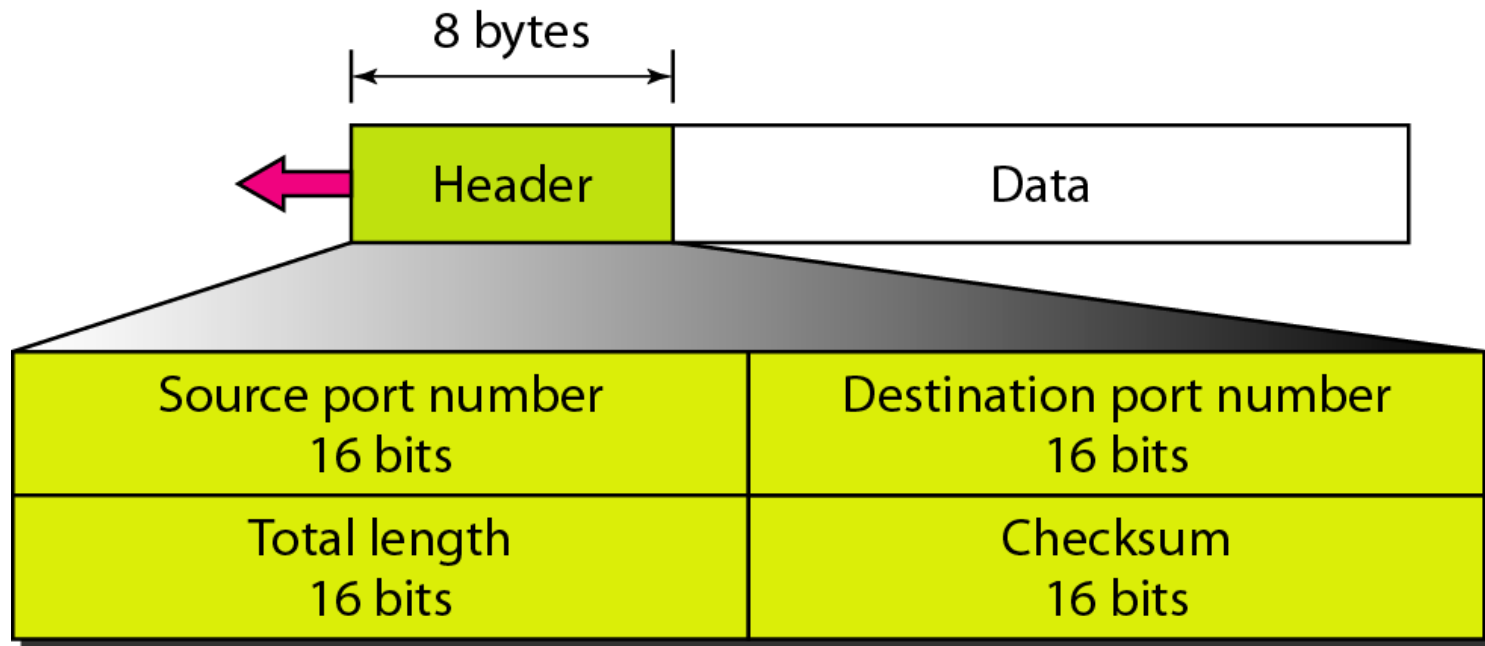 8 bytes
Header
Data
Source port number
16 bits
Destination port number
16 bits
Total length
16 bits
Checksum
16 bits